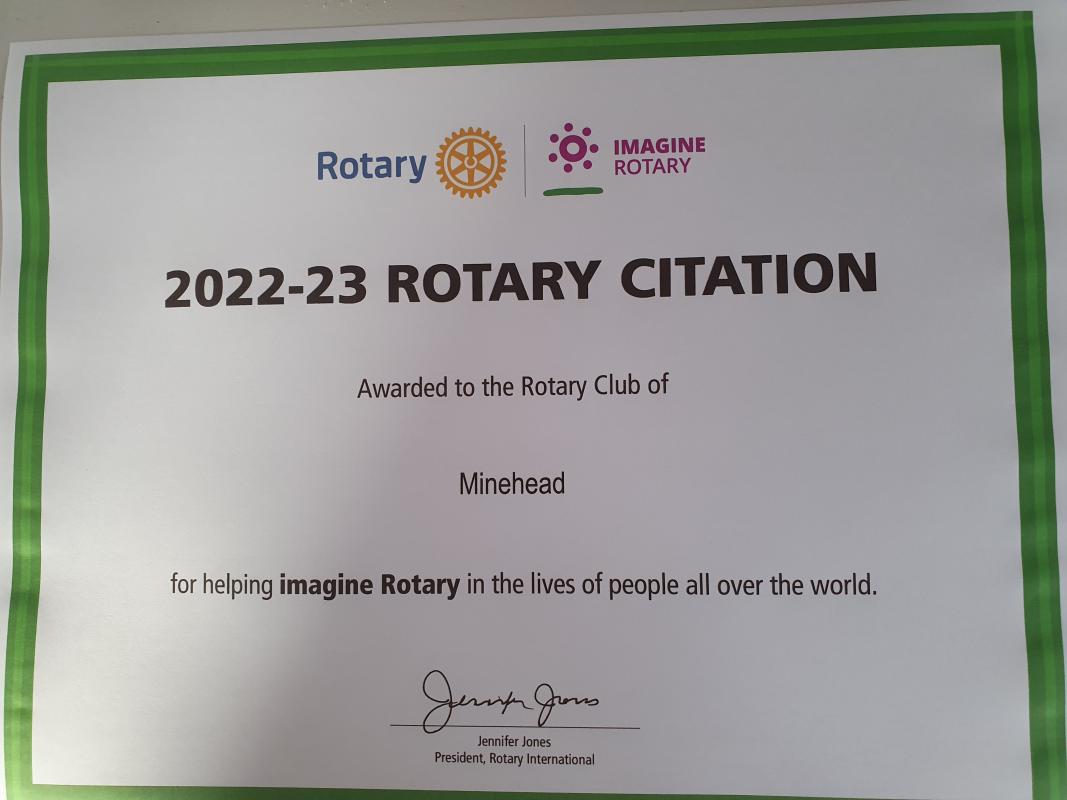 Rotary
IMAGINE
ROTARY
2022-23 ROTARY CITATION
Awarded to the Rotary Club of
Minehead
for helping imagine Rotary in the lives of people all over the world.
Jennifer Jones
Jennifer Jones
President, Rotary International